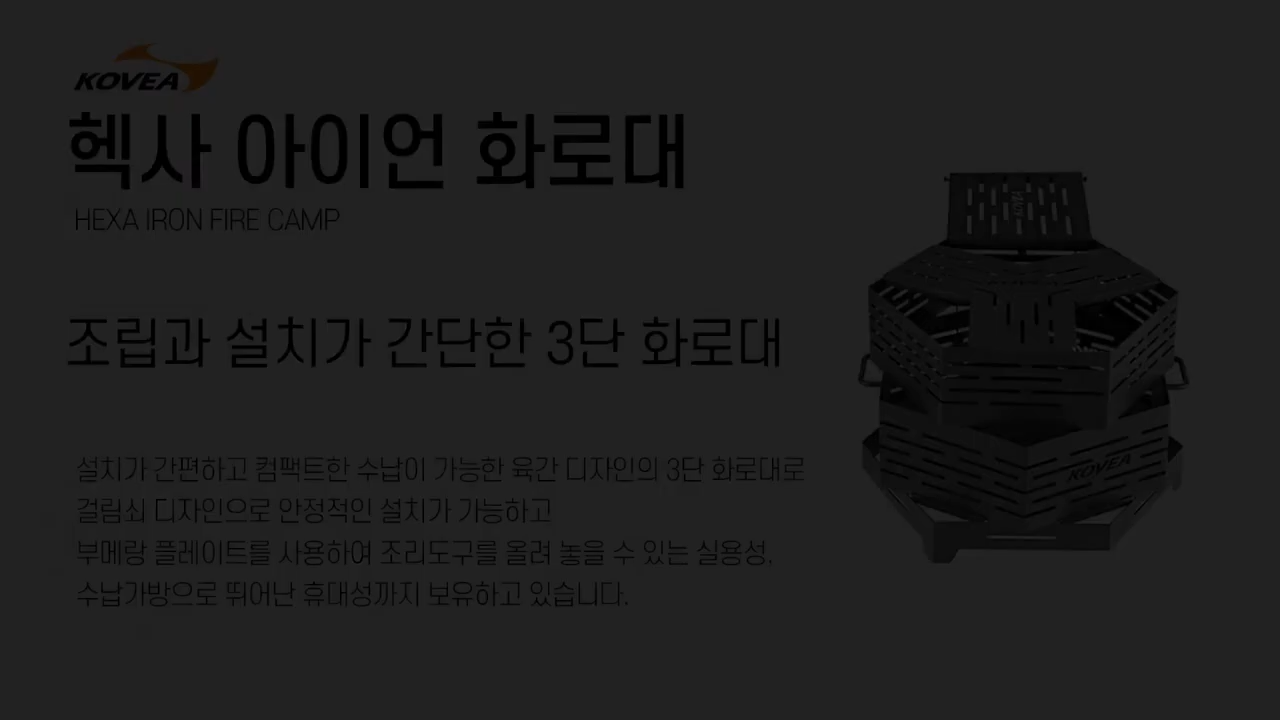 KOVEA
헥사 아이언 화로대
HEXA IRON FIRE CAMP
조립과 설치가 간단한 3단 화로대
설치가 간편하고 컴팩트한 수납이 가능한 육간 디자인의 3단 화로대로
걸림쇠 디자인으로 안정적인 설치가 가능하고
부메랑 플레이트를 사용하여 조리도구를 올려 놓을 수 있는 실용성,
수납가방으로 뛰어난 휴대성까지 보유하고 있습니다.
KOVEA
KOVEA